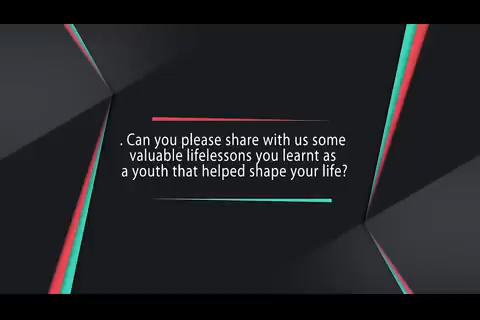 . Can you please share with us some
valuable lifelessons you learnt as
a youth that helped shape your life?